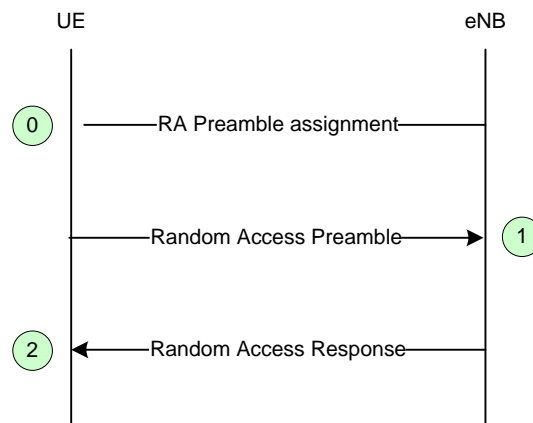 UE eNB
0 RA Preamble assignment
Random Access Preamble 1
2 Random Access Response